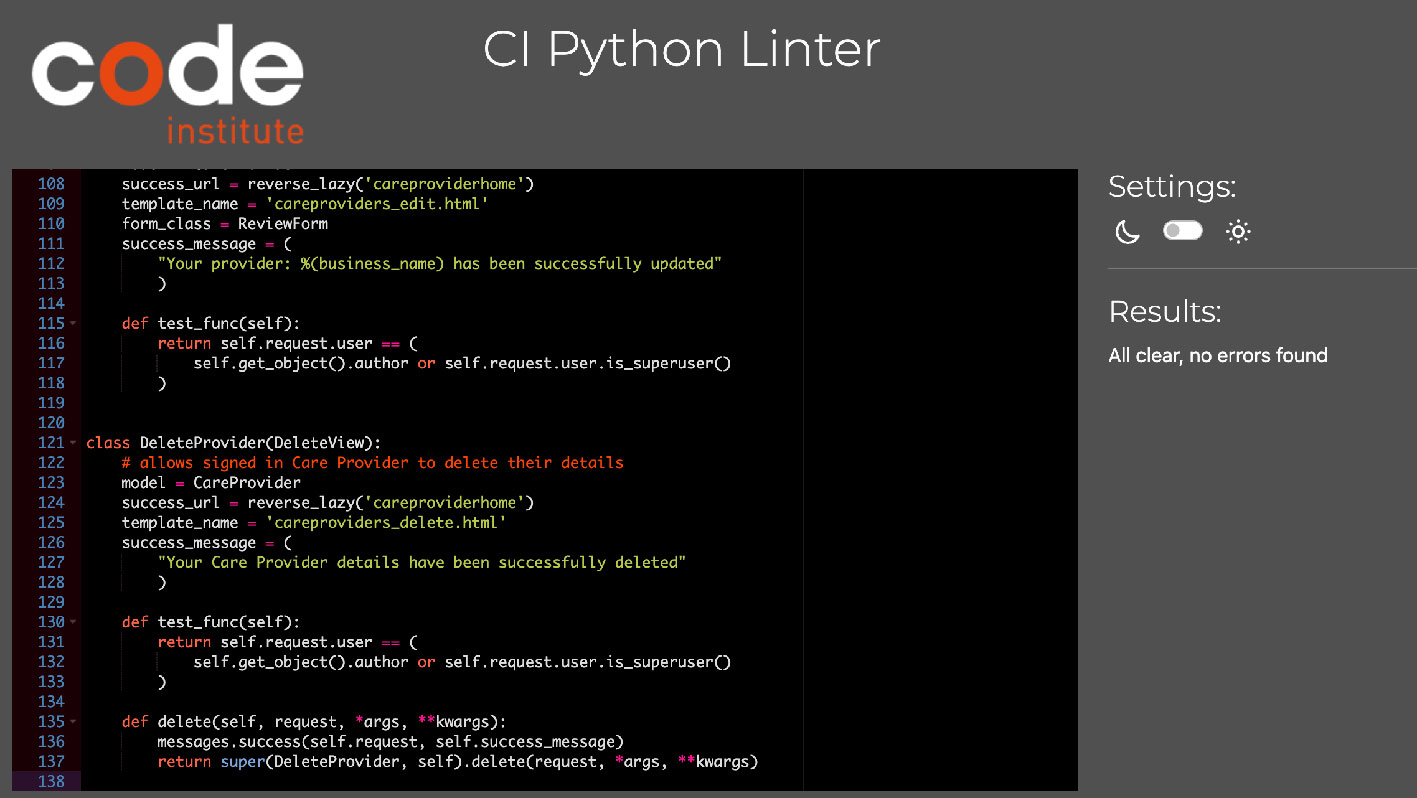 code
institute
CI Python Linter
108 success_url = reverse_lazy('careproviderhome')
109 template_name = 'careproviders_edit.html'
110 form_class = ReviewForm
111 success_message = (
112 "Your provider: %(business_name) has been successfully updated"
113 )
114
115 def test_func(self):
116 return self.request.user == (
117 self.get_object().author or self.request.user.is_superuser()
118 )
119
120
121 class DeleteProvider(DeleteView):
122 # allows signed in Care Provider to delete their details
123 model = CareProvider
124 success_url = reverse_lazy('careproviderhome')
125 template_name = 'careproviders_delete.html'
126 success_message = (
127 "Your Care Provider details have been successfully deleted"
128 )
129
130 def test_func(self):
131 return self.request.user == (
132 self.get_object().author or self.request.user.is_superuser()
133 )
134
135 def delete(self, request, *args, **kwargs):
136 messages.success(self.request, self.success_message)
137 return super(DeleteProvider, self).delete(request, *args, **kwargs)
138
Settings:
Results:
All clear, no errors found